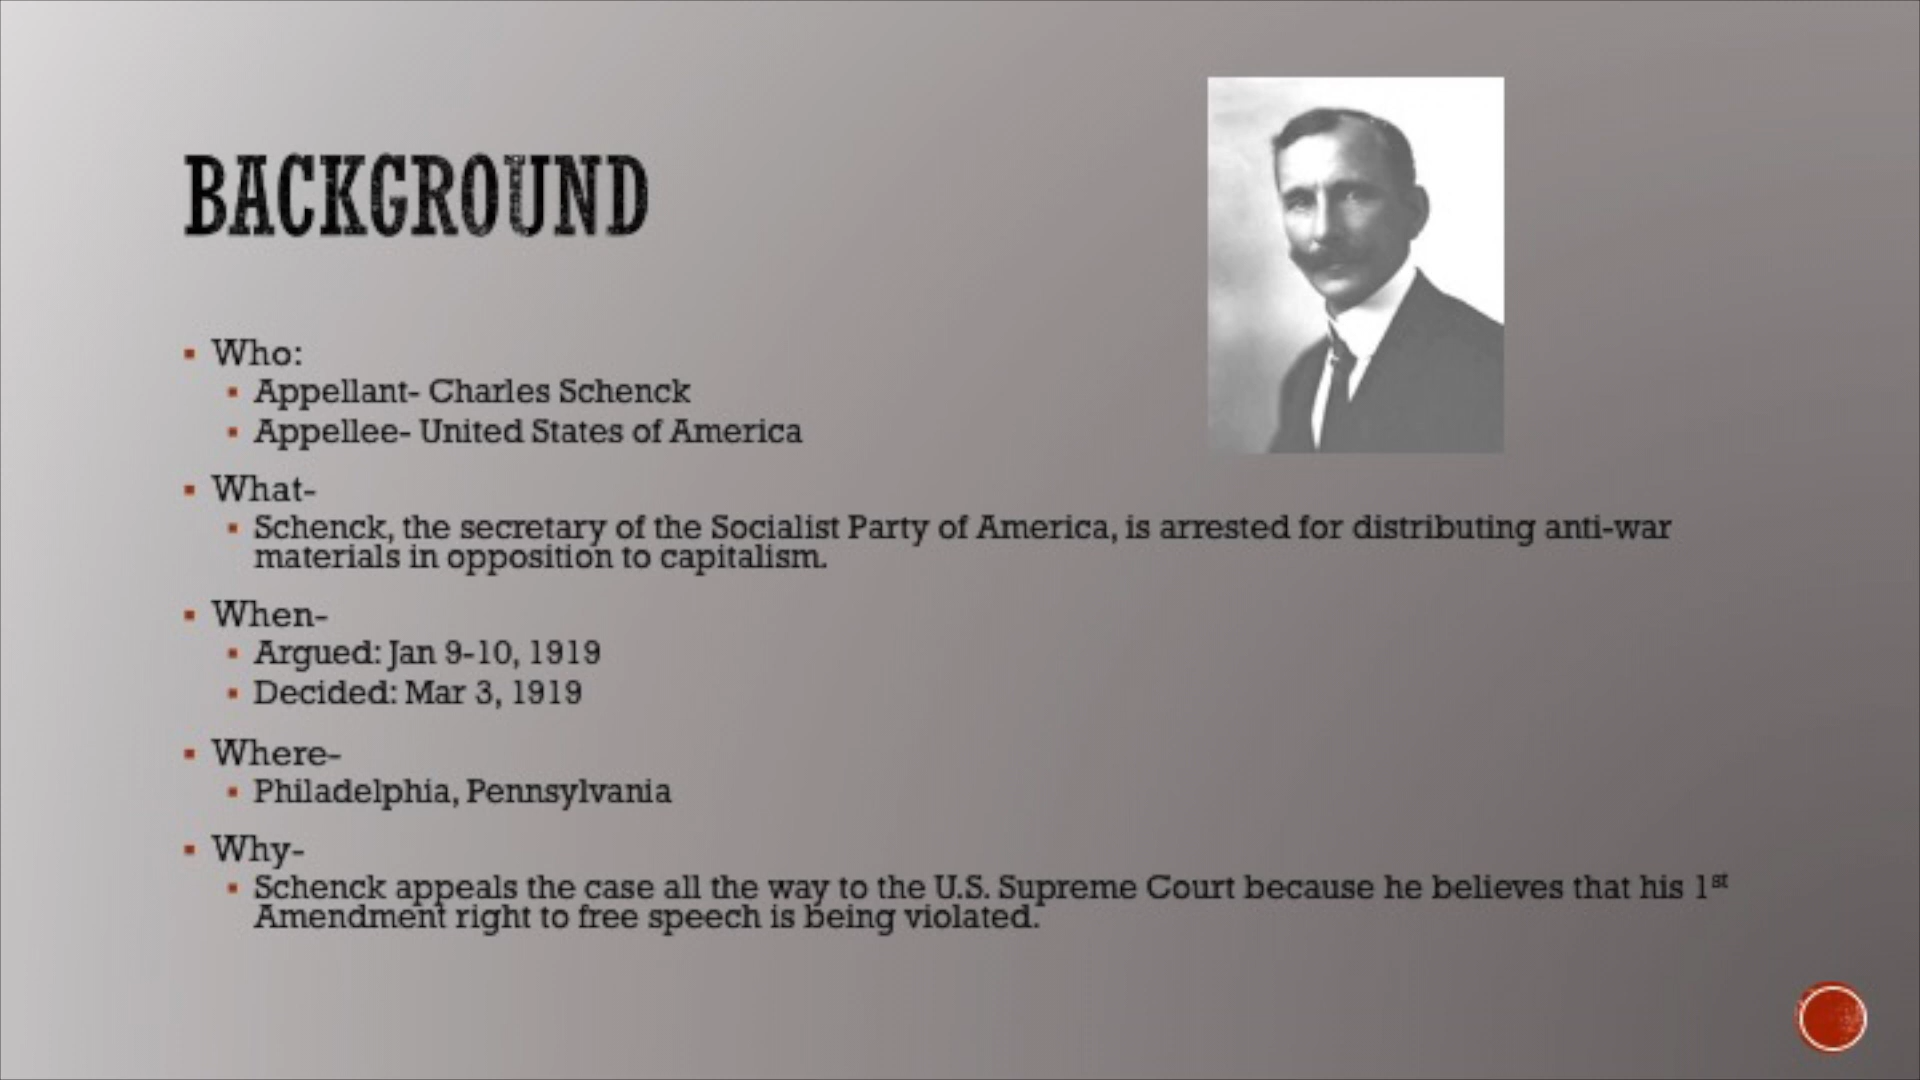 BACKGROUND
Who:
Appellant- Charles Schenck
Appellee- United States of America
What-
Schenck, the secretary of the Socialist Party of America, is arrested for distributing anti-war
materials in opposition to capitalism.
When-
Argued: Jan 9-10, 1919
Decided: Mar 3, 1919
Where-
Philadelphia, Pennsylvania
Why-
Schenck appeals the case all the way to the U.S. Supreme Court because he believes that his 1st
Amendment right to free speech is being violated.